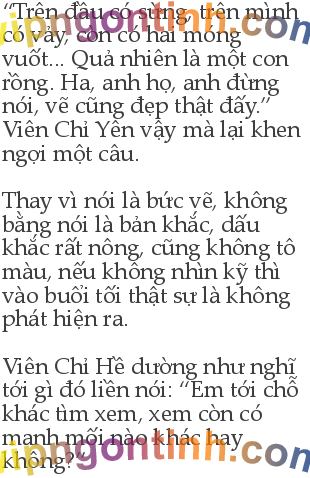 “Trên đầu có sừng, trên mình
có vảy, còn có hai móng
vuốt... Quả nhiên là một con
rồng. Ha, anh họ, anh đừng
nói, vẽ cũng đẹp thật đấy.”
Viên Chỉ Yên vậy mà lại khen
ngợi một câu.
Thay vì nói là bức vẽ, không
bằng nói là bản khắc, dấu
khắc rất nông, cũng không tô
màu, nếu không nhìn kỹ thì
vào buổi tối thật sự là không
phát hiện ra.
Viên Chỉ Hề dường như nghĩ
tới gì đó liền nói: “Em tới chỗ
khác tìm xem, xem còn có
manh mối nào khác hay
không?”
vipngontinh.com
vipngontinh.com